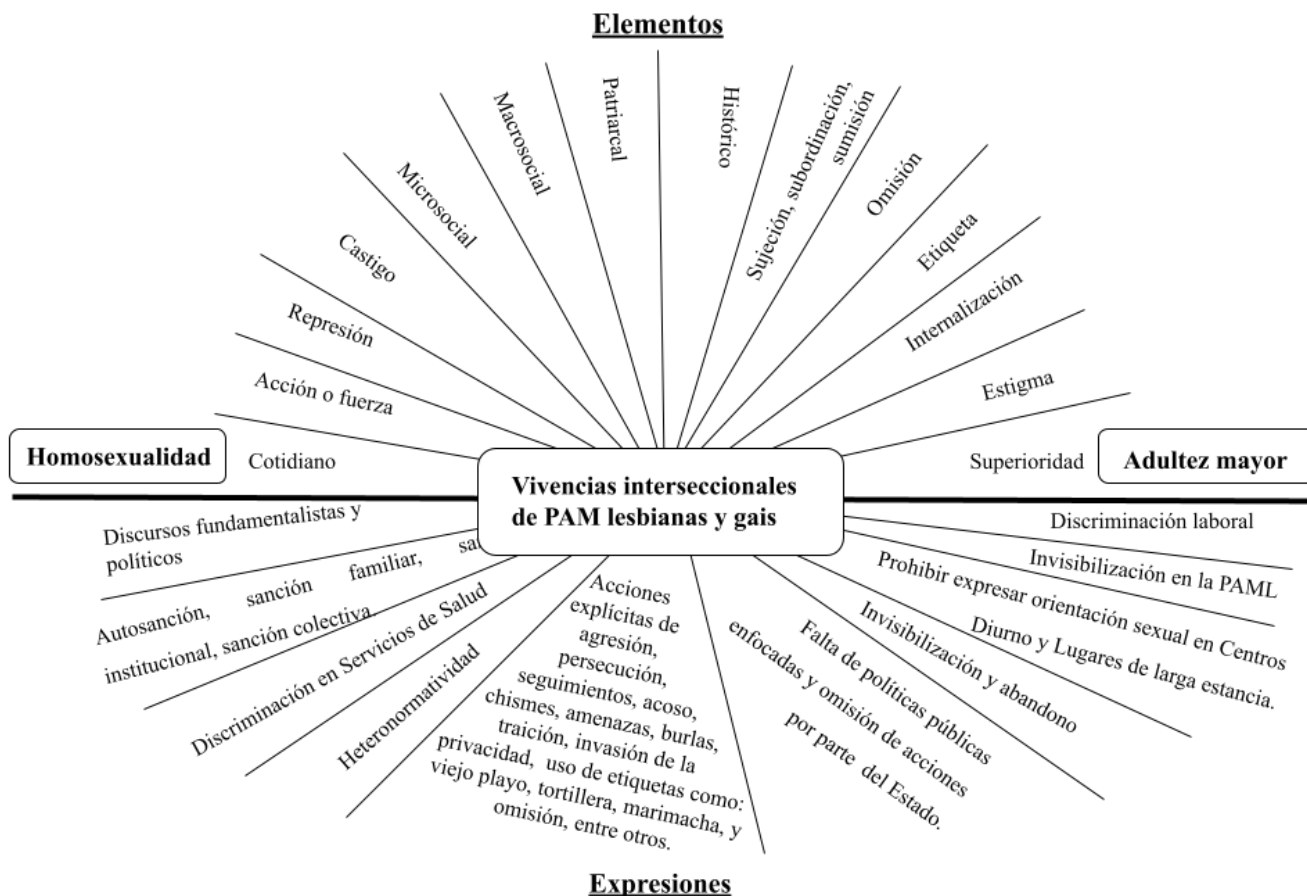 Elementos
Cotidiano
Acción o fuerza
Represión
Castigo
Microsocial
Macrosocial
Patriarcal
Histórico
Sujeción, subordinación,
sumisión
Omisión
Etiqueta
Internalización
Estigma
Superioridad
Homosexualidad
Vivencias interseccionales
de PAM lesbianas y gais
Adultez mayor
Discursos fundamentalistas y
políticos
Autosanción, sanción familiar,
institucional, sanción colectiva
Discriminación en Servicios de Salud
Heteronormatividad
Acciones
explícitas de
agresión,
persecución,
seguimientos, acoso,
chismes, amenazas, burlas,
traición, invasión de la
privacidad, uso de etiquetas como:
viejo playo, tortillera, marimacha, y
omisión, entre otros.
Falta de políticas públicas
enfocadas y omisión de acciones
por parte del Estado.
Invisibilización y abandono
Prohibir expresar orientación sexual en Centros
Diurno y Lugares de larga estancia.
Invisibilización en la PAML
Discriminación laboral
Expresiones